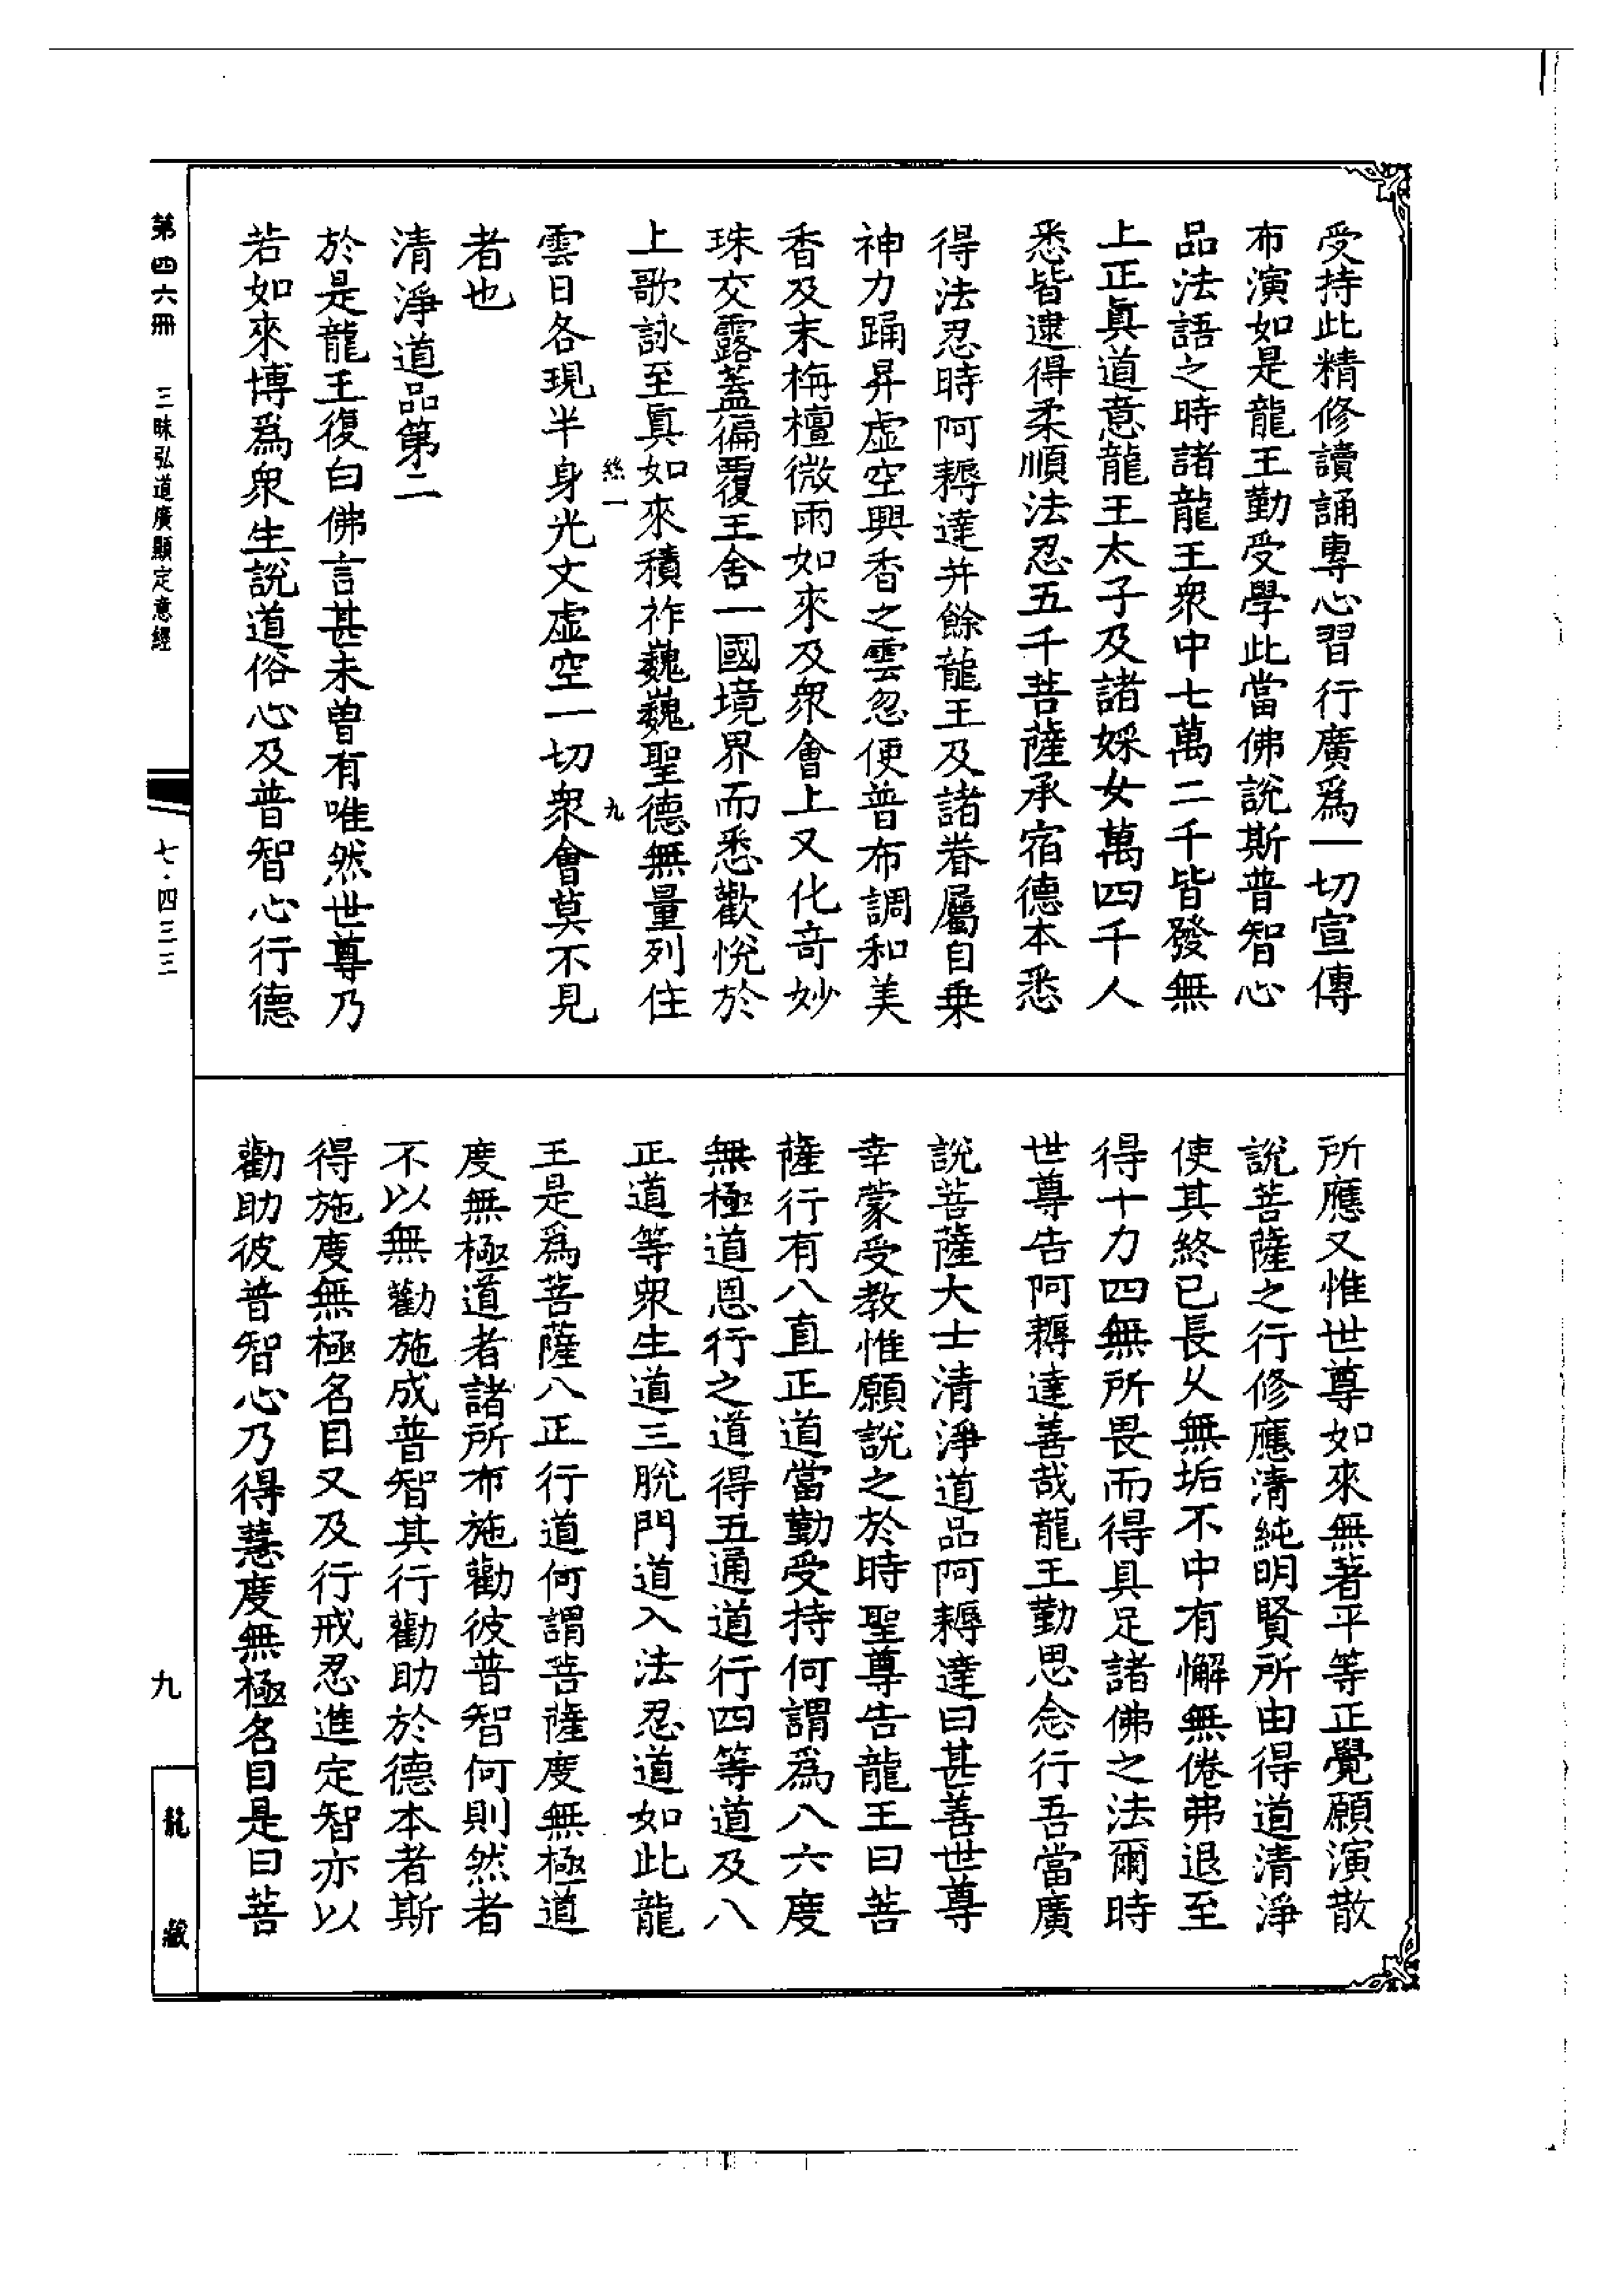 受持此精修讀誦專心習行廣爲一切宣傳
布演如是龍王勤受學此當佛說斯普智心
品法語之時諸龍王衆中七萬二千皆發無
上正眞道意龍王太子及諸婇女萬四千人
悉皆逮得柔順法忍五千菩薩承宿德本悉
得法忍時阿耨達并餘龍王及諸眷屬自乗
神力踊昇虛空興香之雲忽便普布調和美
香及末栴檀微雨如來及衆會上又化奇妙
珠交露蓋徧覆王舍一國境界而悉歡悅於
上歌詠至眞如來積祚巍巍聖德無量列住
絲一 九
雲日各現半身光文虛空一切衆會莫不見
者也
清淨道品第二
於是龍王復白佛言甚未曽有唯然世尊乃
若如來博爲衆生說道俗心及普智心行德
所應又惟世尊如來無著平等正覺願演散
說菩薩之行修應清純明賢所由得道清淨
使其終已長乆無垢不中有懈無倦弗退至
得十力四無所畏而得具足諸佛之法爾時
世尊告阿耨達善哉龍王勤思念行吾當廣
說菩薩大士清淨道品阿耨達曰甚善世尊
幸蒙受教惟願說之於時聖尊告龍王曰菩
薩行有八直正道當勤受持何謂爲八六度
無極道恩行之道得五通道行四等道及八
正道等衆生道三脫門道入法忍道如此龍
王是爲菩薩八正行道何謂菩薩度無極道
度無極道者諸所布施勸彼普智何則然者
不以無勸施成普智其行勸助於德本者斯
得施度無極名目又及行戒忍進定智亦以
勸助彼普智心乃得慧度無極名目是曰菩
第四六冊 三昧弘道廣顯定意經
七·四三三
九
龍藏